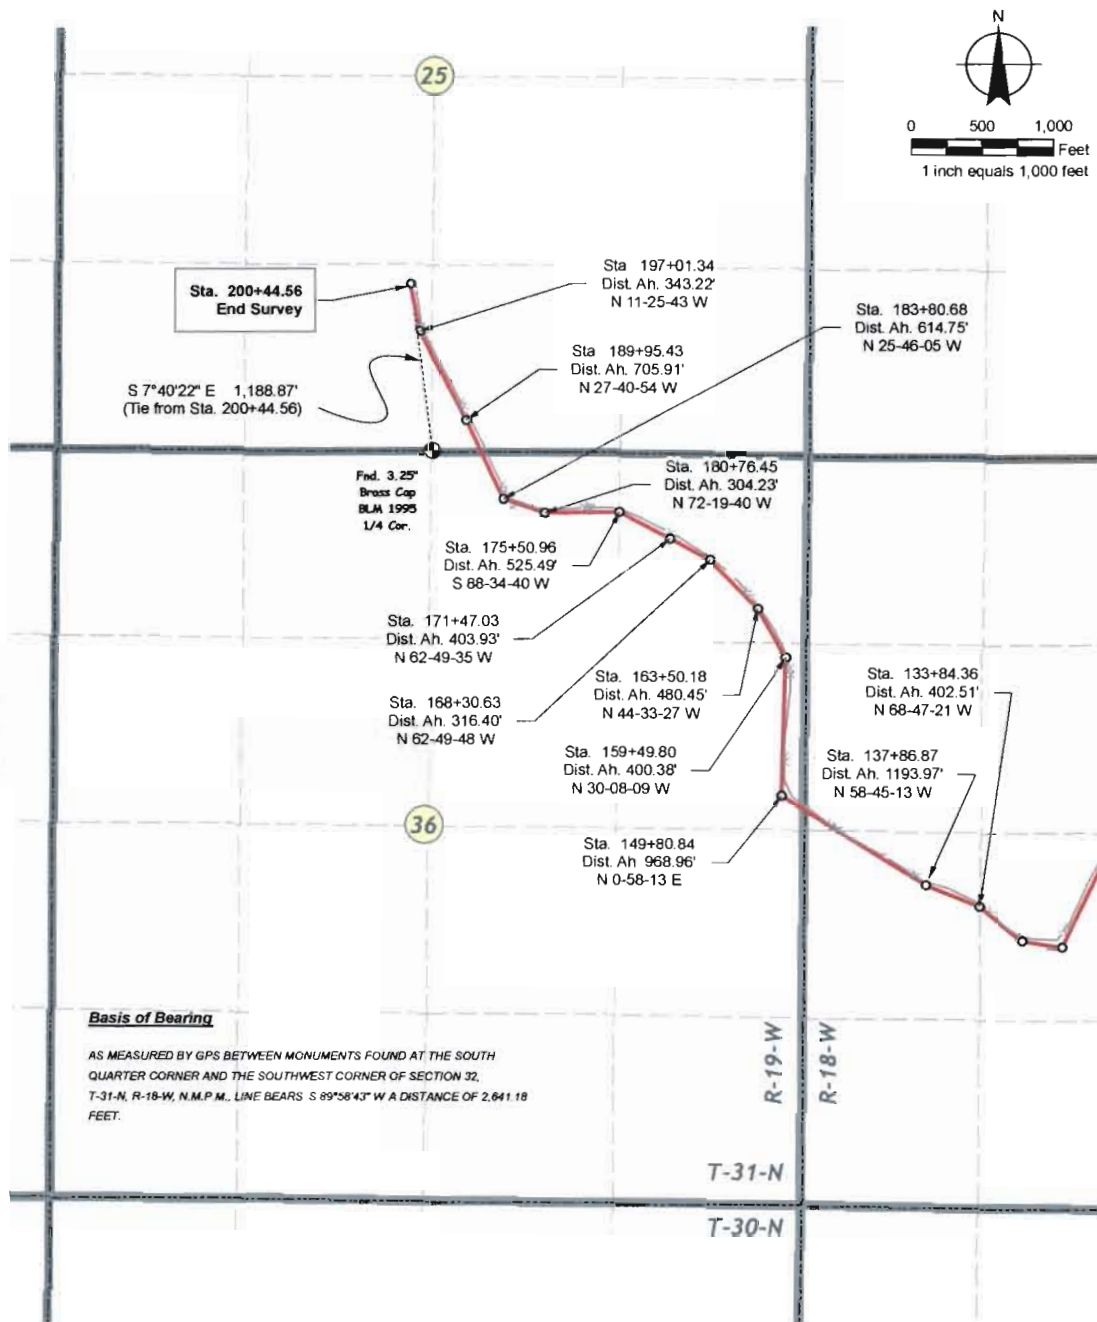 N
25
0 500 1,000
Feet
1 inch equals 1,000 feet
Sta. 200+44.56
End Survey
Sta 197+01.34
Dist. Ah. 343.22'
N 11-25-43 W
Sta. 183+80.68
Dist. Ah. 614.75'
N 25-46-05 W
Sta 189+95.43
Dist. Ah. 705.91'
N 27-40-54 W
S 7°40'22" E 1,188.87'
(Tie from Sta. 200+44.56)
Fnd. 3.25"
Brass Cap
BLM 1995
1/4 Cor.
Sta. 180+76.45
Dist. Ah. 304.23'
N 72-19-40 W
Sta. 175+50.96
Dist. Ah. 525.49'
S 88-34-40 W
Sta. 171+47.03
Dist. Ah. 403.93'
N 62-49-35 W
Sta. 168+30.63
Dist. Ah. 316.40'
N 62-49-48 W
Sta. 163+50.18
Dist. Ah. 480.45'
N 44-33-27 W
Sta. 133+84.36
Dist. Ah. 402.51'
N 68-47-21 W
Sta. 159+49.80
Dist. Ah. 400.38'
N 30-08-09 W
Sta. 137+86.87
Dist. Ah. 1193.97'
N 58-45-13 W
36
Sta. 149+80.84
Dist. Ah 968.96'
N 0-58-13 E
Basis of Bearing
AS MEASURED BY GPS BETWEEN MONUMENTS FOUND AT THE SOUTH
QUARTER CORNER AND THE SOUTHWEST CORNER OF SECTION 32,
T-31-N, R-18-W, N.M.P.M., LINE BEARS S 89°58'43" W A DISTANCE OF 2,641.18
FEET.
R-19-W
R-18-W
T-31-N
T-30-N